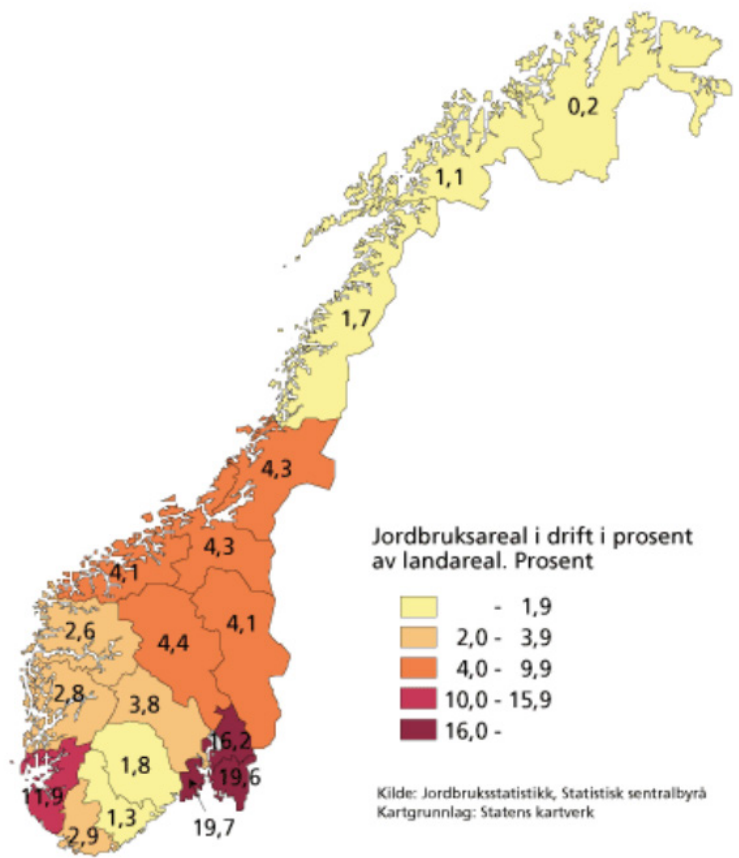 0,2
1,1
1,7
4,3
4,3
4,1
2,6
4,4
4,1
2,8
3,8
16,2
1,8
19,6
11,9
1,3
19,7
2,9
Jordbruksareal i drift i prosent
av landareal. Prosent
- 1,9
2,0 - 3,9
4,0 - 9,9
10,0 - 15,9
16,0 -
Kilde: Jordbruksstatistikk, Statistisk sentralbyrå
Kartgrunnlag: Statens kartverk